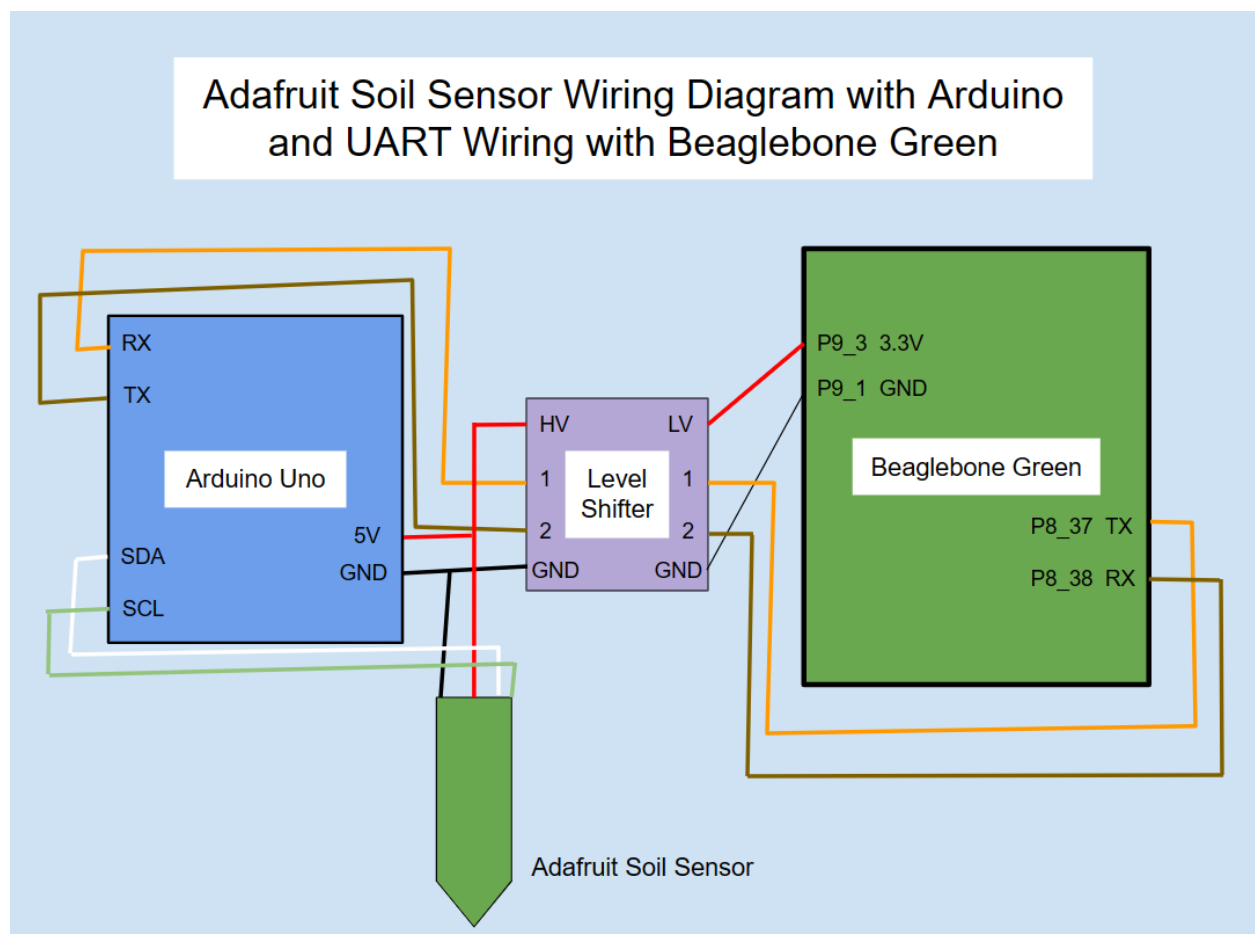 Adafruit Soil Sensor Wiring Diagram with Arduino
and UART Wiring with Beaglebone Green
RX
TX
Arduino Uno
5V
GND
SDA
SCL
HV
LV
1
Level
Shifter
1
2
2
GND
GND
P9_3 3.3V
P9_1 GND
Beaglebone Green
P8_37 TX
P8_38 RX
Adafruit Soil Sensor